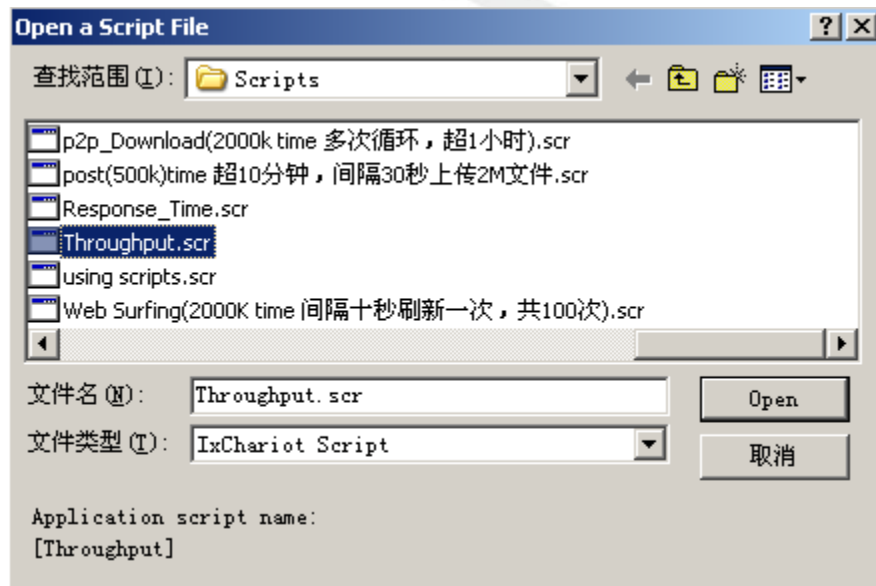 Open a Script File
查找范围(I): Scripts
p2p_Download(2000k time 多次循环，超1小时).scr
post(500k)time 超10分钟，间隔30秒上传2M文件.scr
Response_Time.scr
Throughput.scr
using scripts.scr
Web Surfing(2000K time 间隔十秒刷新一次，共100次).scr
文件名(N): Throughput.scr Open
文件类型(T): IxChariot Script 取消
Application script name:
[Throughput]